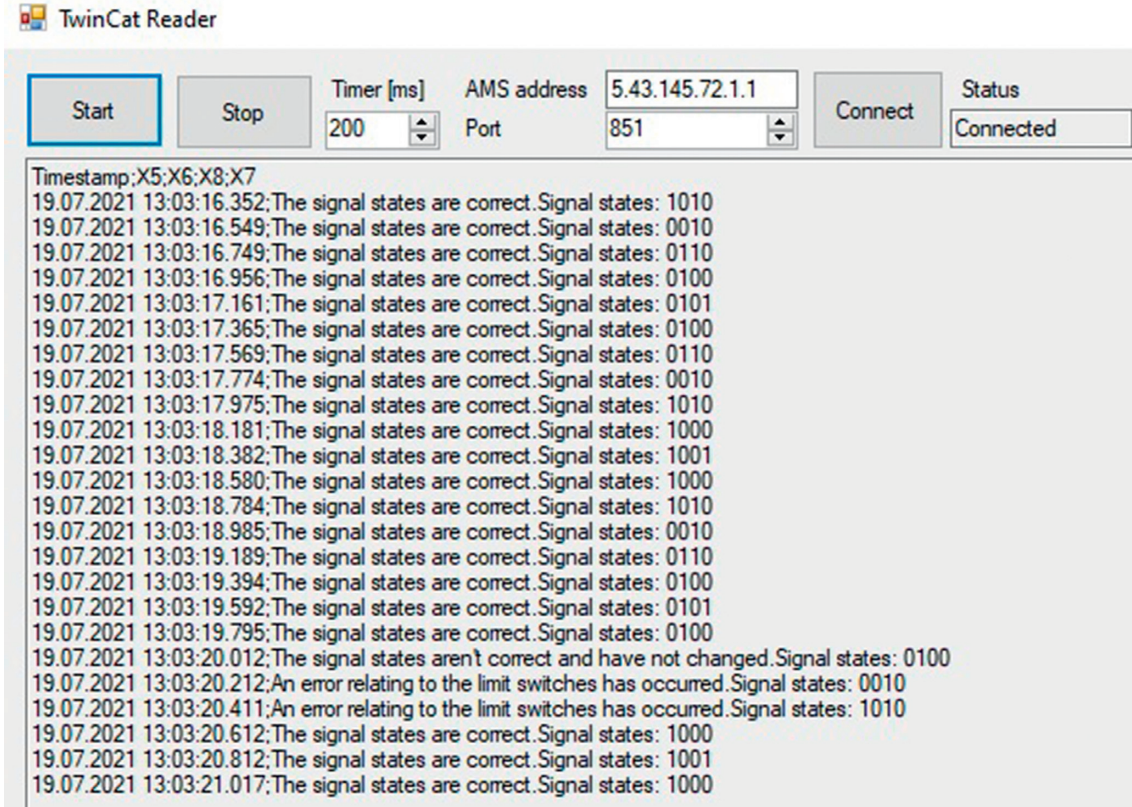 TwinCat Reader
Start
Stop
Timer [ms]
200
AMS address
5.43.145.72.1.1
Port
851
Connect
Status
Connected
Timestamp;X5;X6;X8;X7
19.07.2021 13:03:16.352;The signal states are correct.Signal states: 1010
19.07.2021 13:03:16.549;The signal states are correct.Signal states: 0010
19.07.2021 13:03:16.749;The signal states are correct.Signal states: 0110
19.07.2021 13:03:16.956;The signal states are correct.Signal states: 0100
19.07.2021 13:03:17.161;The signal states are correct.Signal states: 0101
19.07.2021 13:03:17.365;The signal states are correct.Signal states: 0100
19.07.2021 13:03:17.569;The signal states are correct.Signal states: 0110
19.07.2021 13:03:17.774;The signal states are correct.Signal states: 0010
19.07.2021 13:03:17.975;The signal states are correct.Signal states: 1010
19.07.2021 13:03:18.181;The signal states are correct.Signal states: 1000
19.07.2021 13:03:18.382;The signal states are correct.Signal states: 1001
19.07.2021 13:03:18.580;The signal states are correct.Signal states: 1000
19.07.2021 13:03:18.784;The signal states are correct.Signal states: 1010
19.07.2021 13:03:18.985;The signal states are correct.Signal states: 0010
19.07.2021 13:03:19.189;The signal states are correct.Signal states: 0110
19.07.2021 13:03:19.394;The signal states are correct.Signal states: 0100
19.07.2021 13:03:19.592;The signal states are correct.Signal states: 0101
19.07.2021 13:03:19.795;The signal states are correct.Signal states: 0100
19.07.2021 13:03:20.012;The signal states aren't correct and have not changed.Signal states: 0100
19.07.2021 13:03:20.212;An error relating to the limit switches has occurred.Signal states: 0010
19.07.2021 13:03:20.411;An error relating to the limit switches has occurred.Signal states: 1010
19.07.2021 13:03:20.612;The signal states are correct.Signal states: 1000
19.07.2021 13:03:20.812;The signal states are correct.Signal states: 1001
19.07.2021 13:03:21.017;The signal states are correct.Signal states: 1000